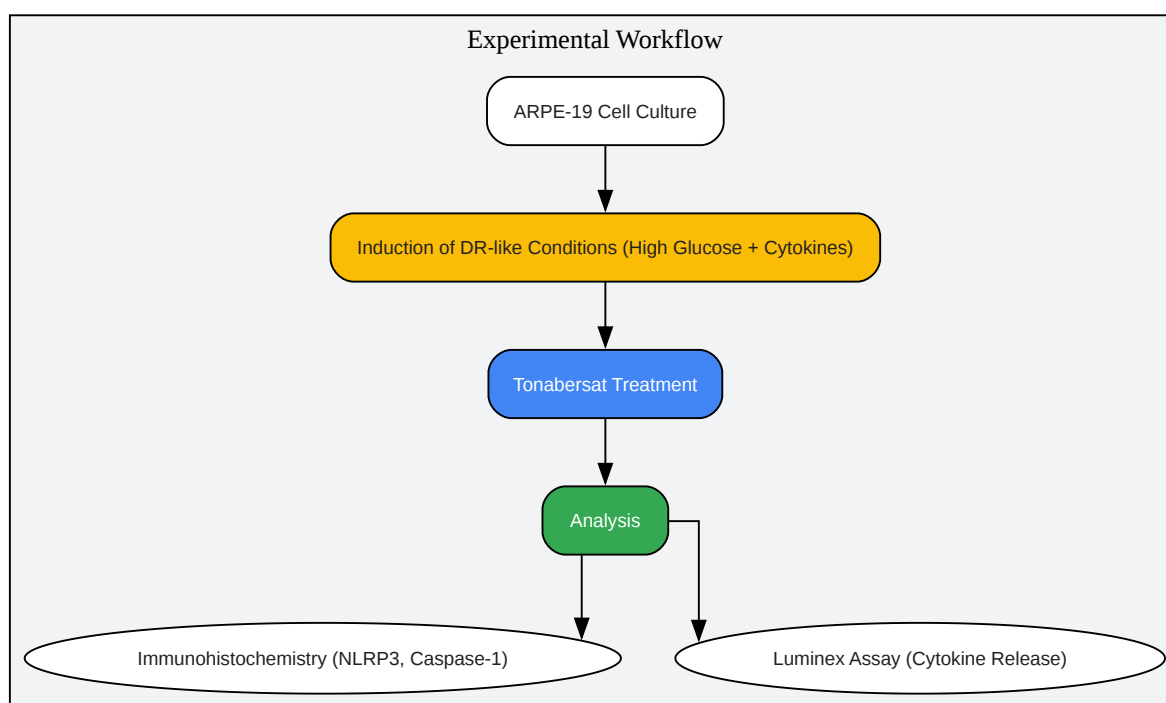 Experimental Workflow
ARPE-19 Cell Culture
Induction of DR-like Conditions (High Glucose + Cytokines)
Tonabersat Treatment
Analysis
Immunohistochemistry (NLRP3, Caspase-1)
Luminex Assay (Cytokine Release)